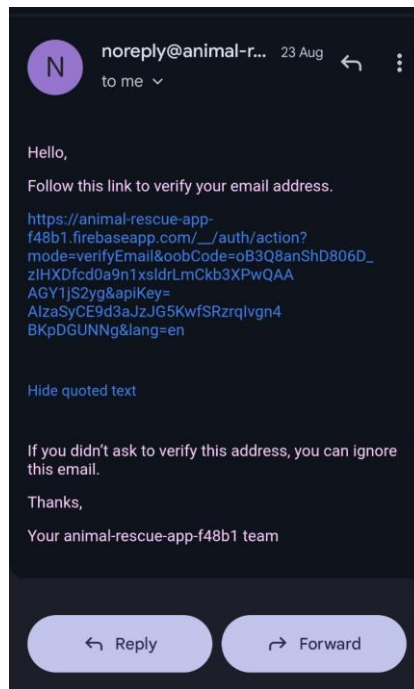 N
noreply@animal-r... 23 Aug
to me
Hello,
Follow this link to verify your email address.
https://animal-rescue-app-
f48b1.firebaseapp.com/__/auth/action?
mode=verifyEmail&oobCode=oB3Q8anShD806D_
zIHXDfcd0a9n1xsldrLmCkb3XPwQAA
AGY1jS2yg&apiKey=
AIzaSyCE9d3aJzJG5KwfSRzrqIvgn4
BKpDGUNNg&lang=en
Hide quoted text
If you didn't ask to verify this address, you can ignore
this email.
Thanks,
Your animal-rescue-app-f48b1 team
Reply Forward